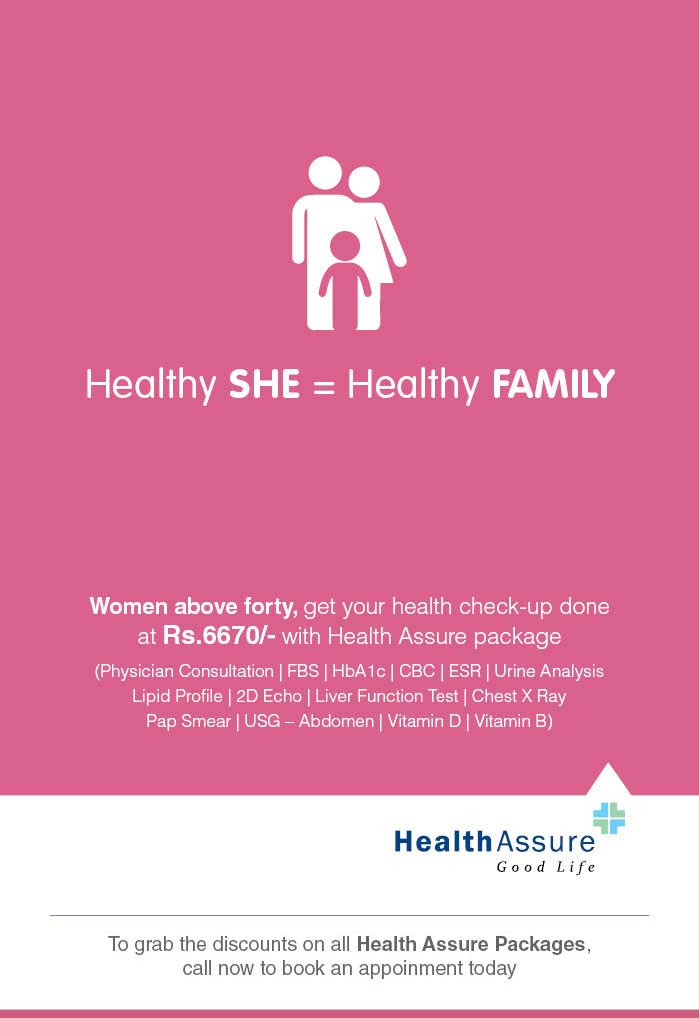 Healthy SHE = Healthy FAMILY
Women above forty, get your health check-up done
at Rs.6670/- with Health Assure package
(Physician Consultation | FBS | HbA1c | CBC | ESR | Urine Analysis
Lipid Profile | 2D Echo | Liver Function Test | Chest X Ray
Pap Smear | USG – Abdomen | Vitamin D | Vitamin B)
HealthAssure
Good Life
To grab the discounts on all Health Assure Packages,
call now to book an appoinment today